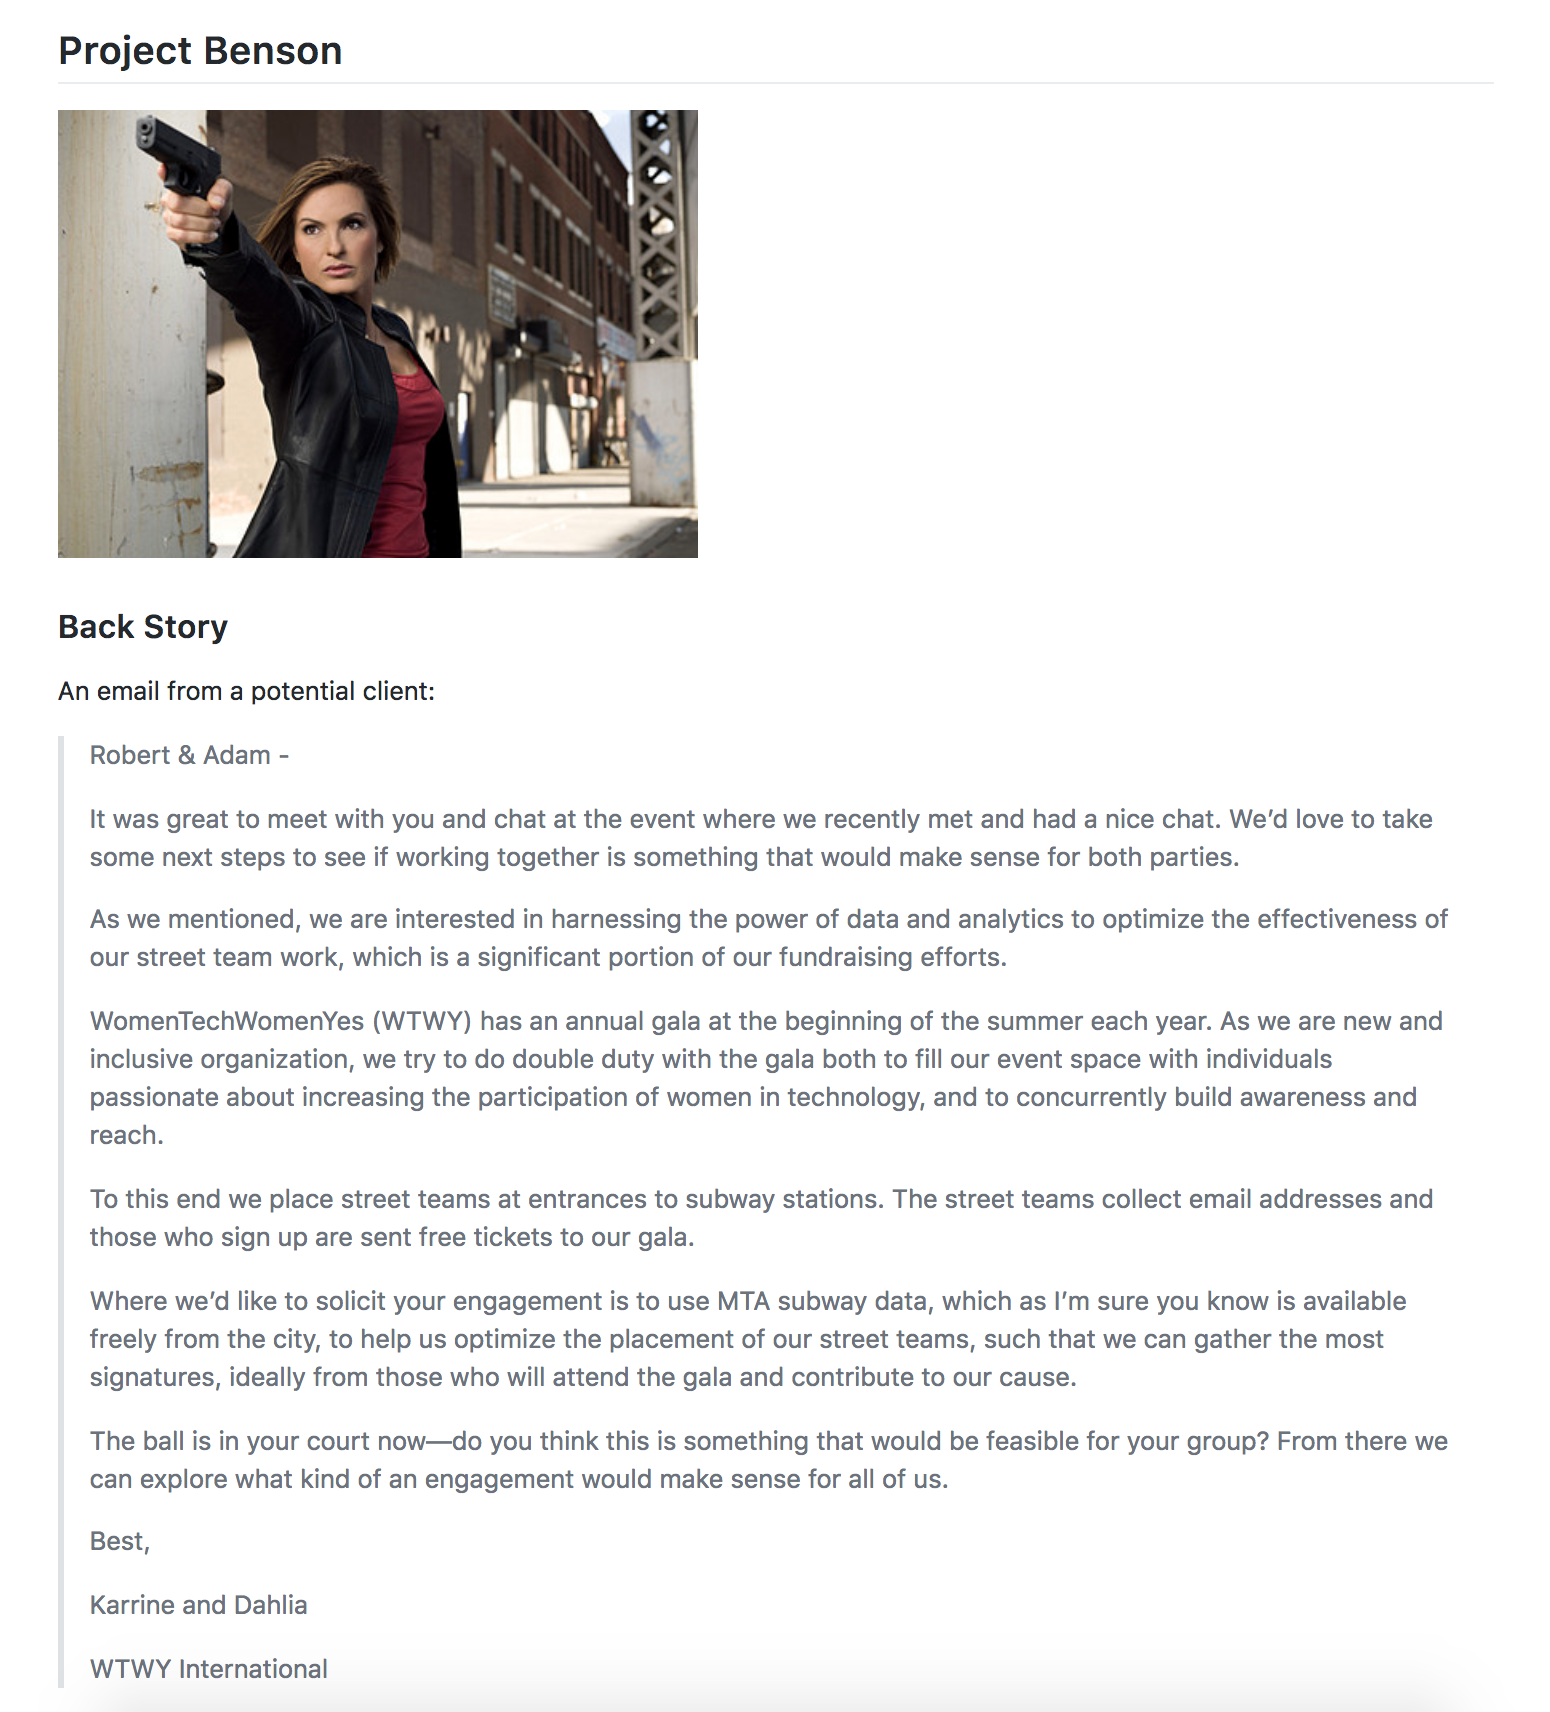 Project Benson
Back Story
An email from a potential client:
Robert & Adam -
It was great to meet with you and chat at the event where we recently met and had a nice chat. We’d love to take
some next steps to see if working together is something that would make sense for both parties.
As we mentioned, we are interested in harnessing the power of data and analytics to optimize the effectiveness of
our street team work, which is a significant portion of our fundraising efforts.
WomenTechWomenYes (WTWY) has an annual gala at the beginning of the summer each year. As we are new and
inclusive organization, we try to do double duty with the gala both to fill our event space with individuals
passionate about increasing the participation of women in technology, and to concurrently build awareness and
reach.
To this end we place street teams at entrances to subway stations. The street teams collect email addresses and
those who sign up are sent free tickets to our gala.
Where we’d like to solicit your engagement is to use MTA subway data, which as I’m sure you know is available
freely from the city, to help us optimize the placement of our street teams, such that we can gather the most
signatures, ideally from those who will attend the gala and contribute to our cause.
The ball is in your court now—do you think this is something that would be feasible for your group? From there we
can explore what kind of an engagement would make sense for all of us.
Best,
Karrine and Dahlia
WTWY International